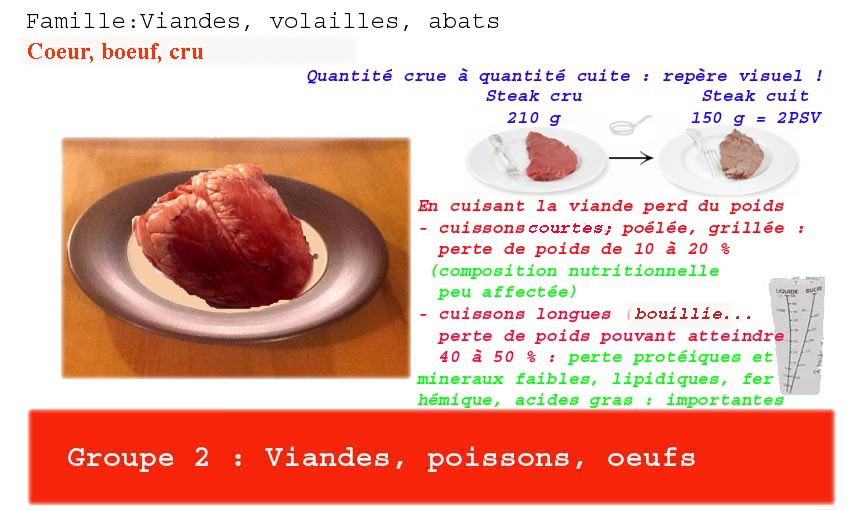 Famille:Viandes, volailles, abats
Coeur, boeuf, cru
Quantité crue à quantité cuite : repère visuel !
Steak cru
210 g
Steak cuit
150 g = 2PSV
En cuisant la viande perd du poids
- cuissons courtes; poélée, grillée :
perte de poids de 10 à 20 %
(composition nutritionnelle
peu affectée)
- cuissons longues (bouillie...
perte de poids pouvant atteindre
40 à 50 % : perte protéiques et
mineraux faibles, lipidiques, fer
hémique, acides gras : importantes
LIQUIDE SUCRE
Groupe 2 : Viandes, poissons, oeufs